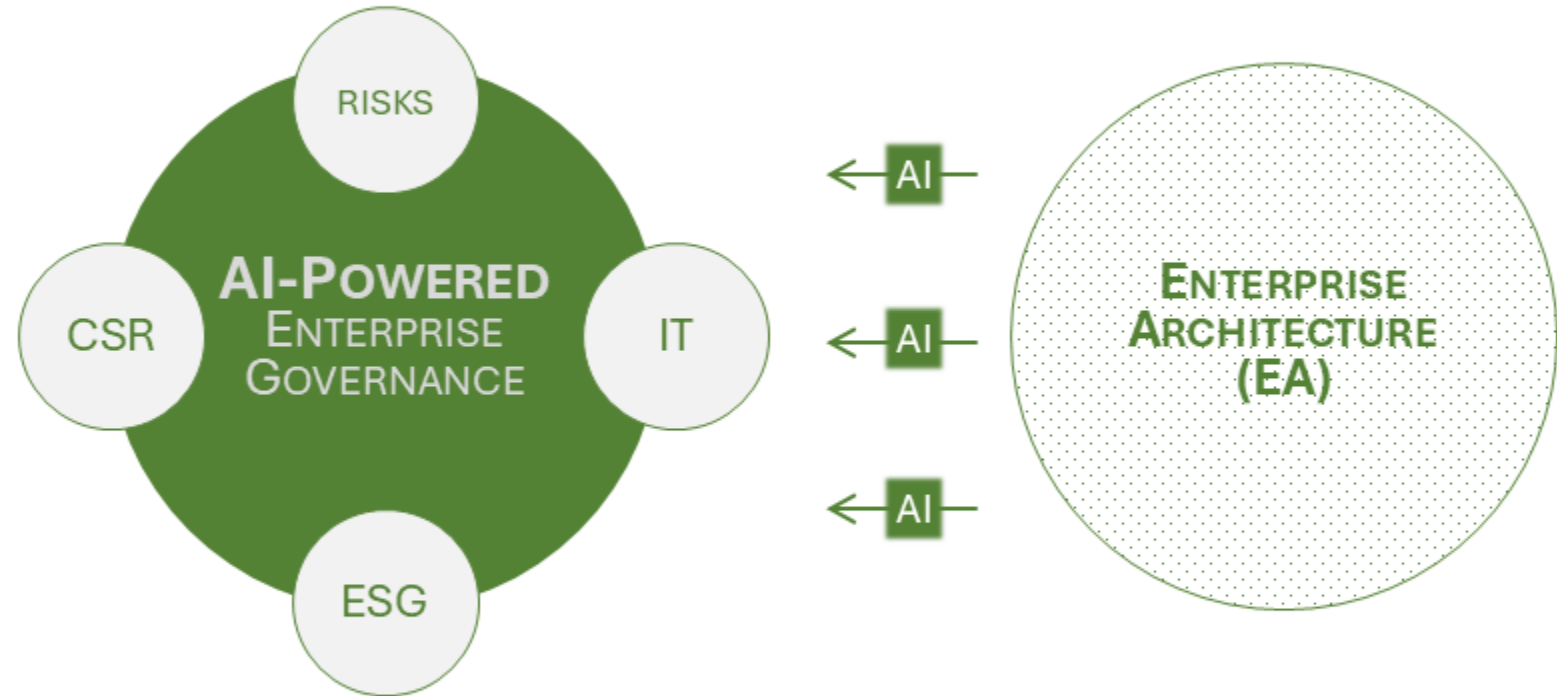 RISKS
CSR
AI-POWERED
ENTERPRISE
GOVERNANCE
IT
ESG
AI
AI
AI
ENTERPRISE
ARCHITECTURE
(EA)